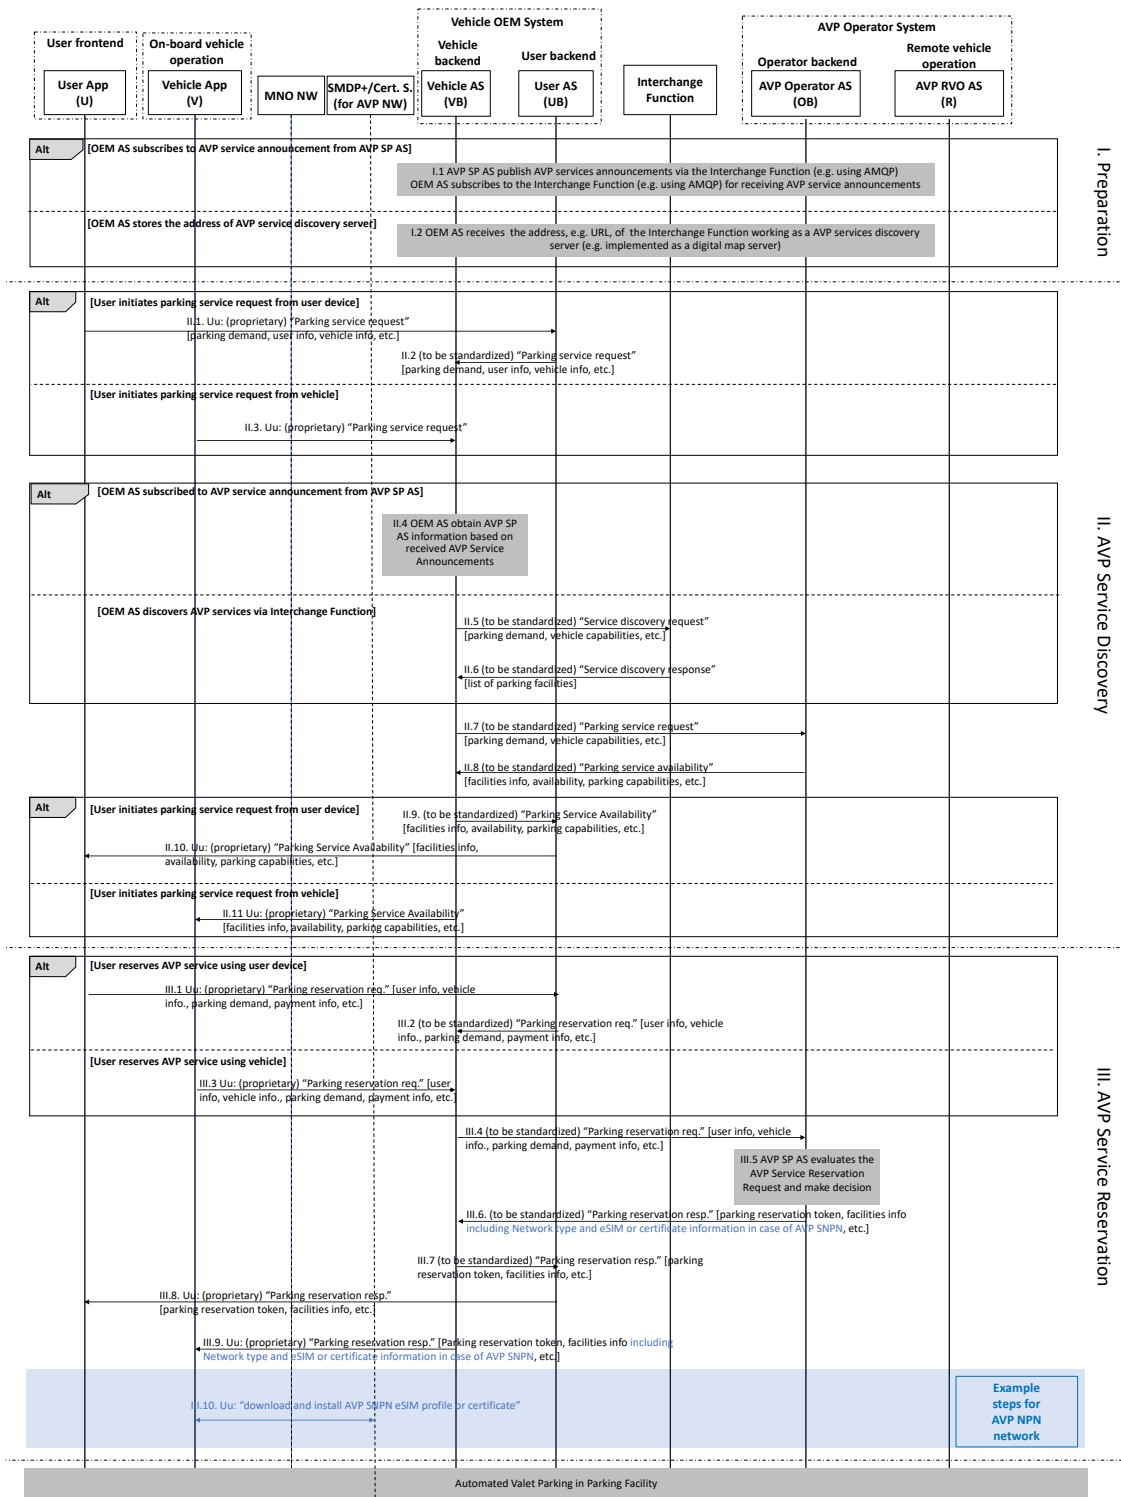 Vehicle OEM System
AVP Operator System
User frontend
On-board vehicle
operation
Vehicle
backend
User backend
Operator backend
Remote vehicle
operation
User App
(U)
Vehicle App
(V)
MNO NW
SMDP+/Cert. S.
(for AVP NW)
Vehicle AS
(VB)
User AS
(UB)
Interchange
Function
AVP Operator AS
(OB)
AVP RVO AS
(R)
I. Preparation
Alt
[OEM AS subscribes to AVP service announcement from AVP SP AS]
I.1 AVP SP AS publish AVP services announcements via the Interchange Function (e.g. using AMQP)
OEM AS subscribes to the Interchange Function (e.g. using AMQP) for receiving AVP service announcements
[OEM AS stores the address of AVP service discovery server]
I.2 OEM AS receives the address, e.g. URL, of the Interchange Function working as a AVP services discovery
server (e.g. implemented as a digital map server)
II. AVP Service Discovery
Alt
[User initiates parking service request from user device]
II.1. Uu: (proprietary) “Parking service request”
[parking demand, user info, vehicle info, etc.]
II.2 (to be standardized) “Parking service request”
[parking demand, user info, vehicle info, etc.]
[User initiates parking service request from vehicle]
II.3. Uu: (proprietary) “Parking service request”
Alt
[OEM AS subscribed to AVP service announcement from AVP SP AS]
II.4 OEM AS obtain AVP SP
AS information based on
received AVP Service
Announcements
[OEM AS discovers AVP services via Interchange Function]
II.5 (to be standardized) “Service discovery request”
[parking demand, vehicle capabilities, etc.]
II.6 (to be standardized) “Service discovery response”
[list of parking facilities]
II.7 (to be standardized) “Parking service request”
[parking demand, vehicle capabilities, etc.]
II.8 (to be standardized) “Parking service availability”
[facilities info, availability, parking capabilities, etc.]
Alt
[User initiates parking service request from user device]
II.9. (to be standardized) “Parking Service Availability”
[facilities info, availability, parking capabilities, etc.]
II.10. Uu: (proprietary) “Parking Service Availability” [facilities info,
availability, parking capabilities, etc.]
[User initiates parking service request from vehicle]
II.11 Uu: (proprietary) “Parking Service Availability”
[facilities info, availability, parking capabilities, etc.]
III. AVP Service Reservation
Alt
[User reserves AVP service using user device]
III.1 Uu: (proprietary) “Parking reservation req.” [user info, vehicle
info., parking demand, payment info, etc.]
III.2 (to be standardized) “Parking reservation req.” [user info, vehicle
info., parking demand, payment info, etc.]
[User reserves AVP service using vehicle]
III.3 Uu: (proprietary) “Parking reservation req.” [user
info, vehicle info., parking demand, payment info, etc.]
III.4 (to be standardized) “Parking reservation req.” [user info, vehicle
info., parking demand, payment info, etc.]
III.5 AVP SP AS evaluates the
AVP Service Reservation
Request and make decision
III.6. (to be standardized) “Parking reservation resp.” [parking reservation token, facilities info
including Network type and eSIM or certificate information in case of AVP SNPN, etc.]
III.7 (to be standardized) “Parking reservation resp.” [parking
reservation token, facilities info, etc.]
III.8. Uu: (proprietary) “Parking reservation resp.”
[parking reservation token, facilities info, etc.]
III.9. Uu: (proprietary) “Parking reservation resp.” [Parking reservation token, facilities info including
Network type and eSIM or certificate information in case of AVP SNPN, etc.]
III.10. Uu: “download and install AVP SNPN eSIM profile or certificate”
Example
steps for
AVP NPN
network
Automated Valet Parking in Parking Facility